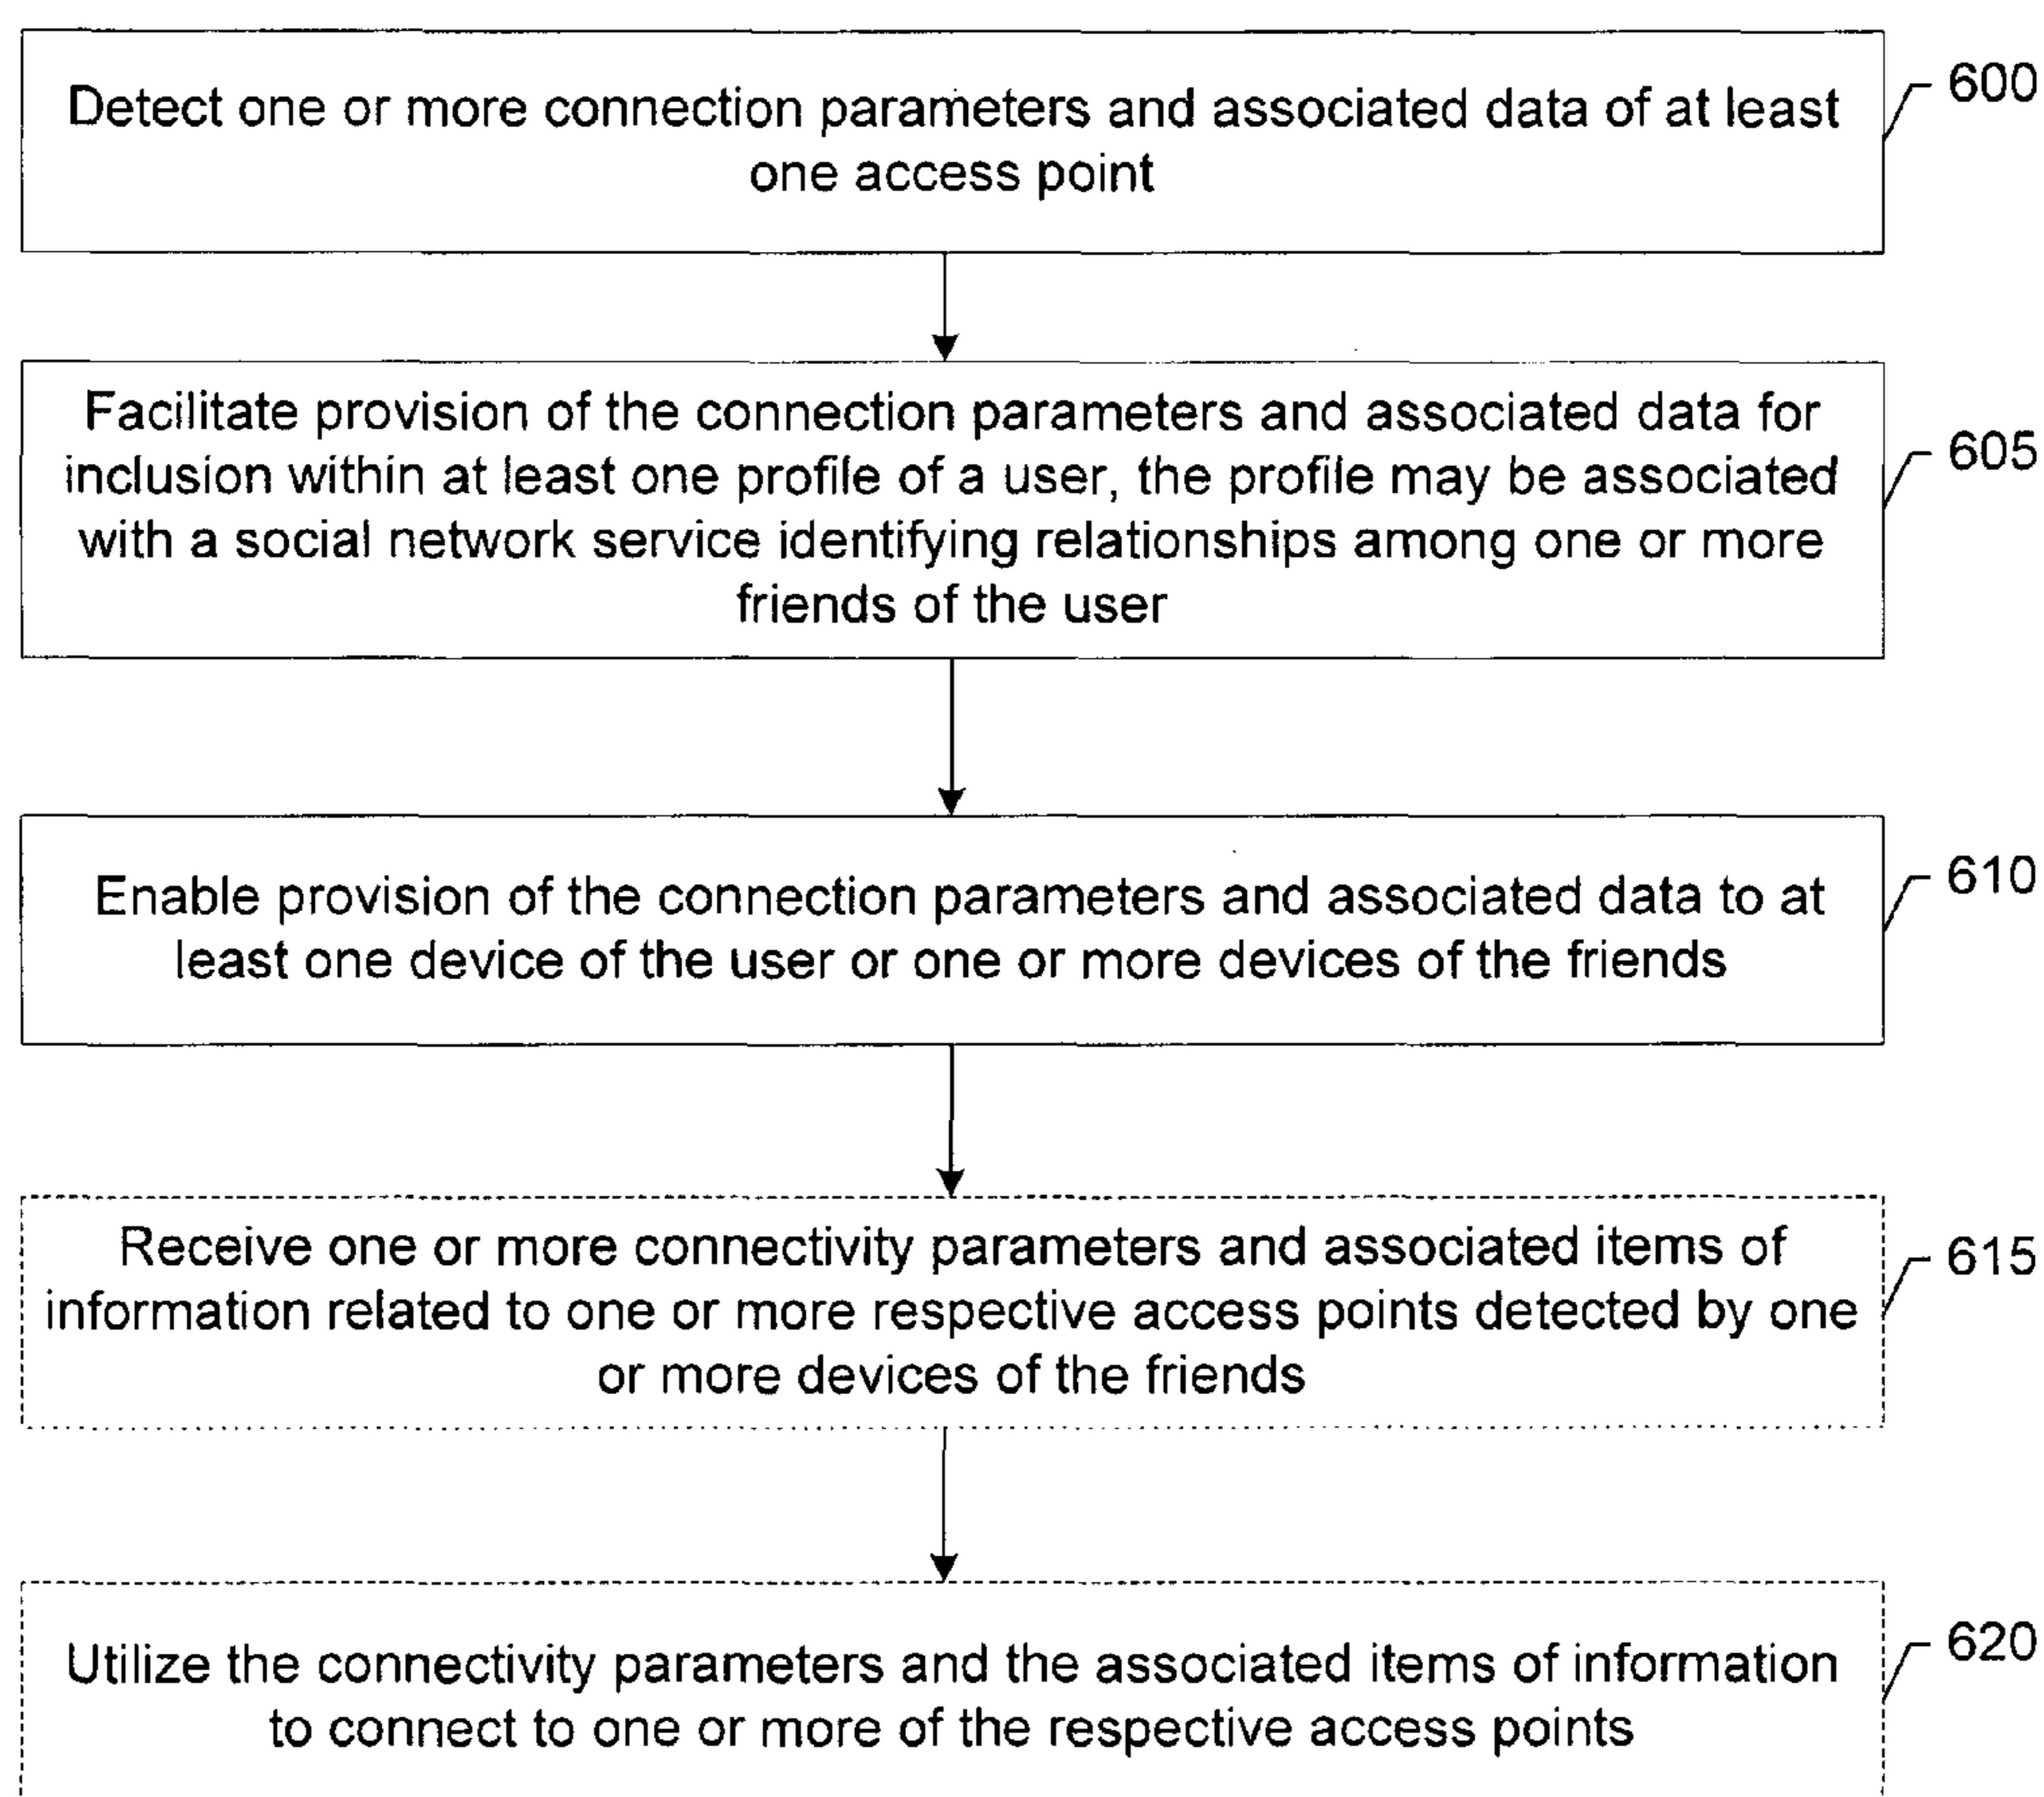 Detect one or more connection parameters and associated data of at least
one access point
600
Facilitate provision of the connection parameters and associated data for
inclusion within at least one profile of a user, the profile may be associated
with a social network service identifying relationships among one or more
friends of the user
605
Enable provision of the connection parameters and associated data to at
least one device of the user or one or more devices of the friends
610
Receive one or more connectivity parameters and associated items of
information related to one or more respective access points detected by one
or more devices of the friends
615
Utilize the connectivity parameters and the associated items of information
to connect to one or more of the respective access points
620